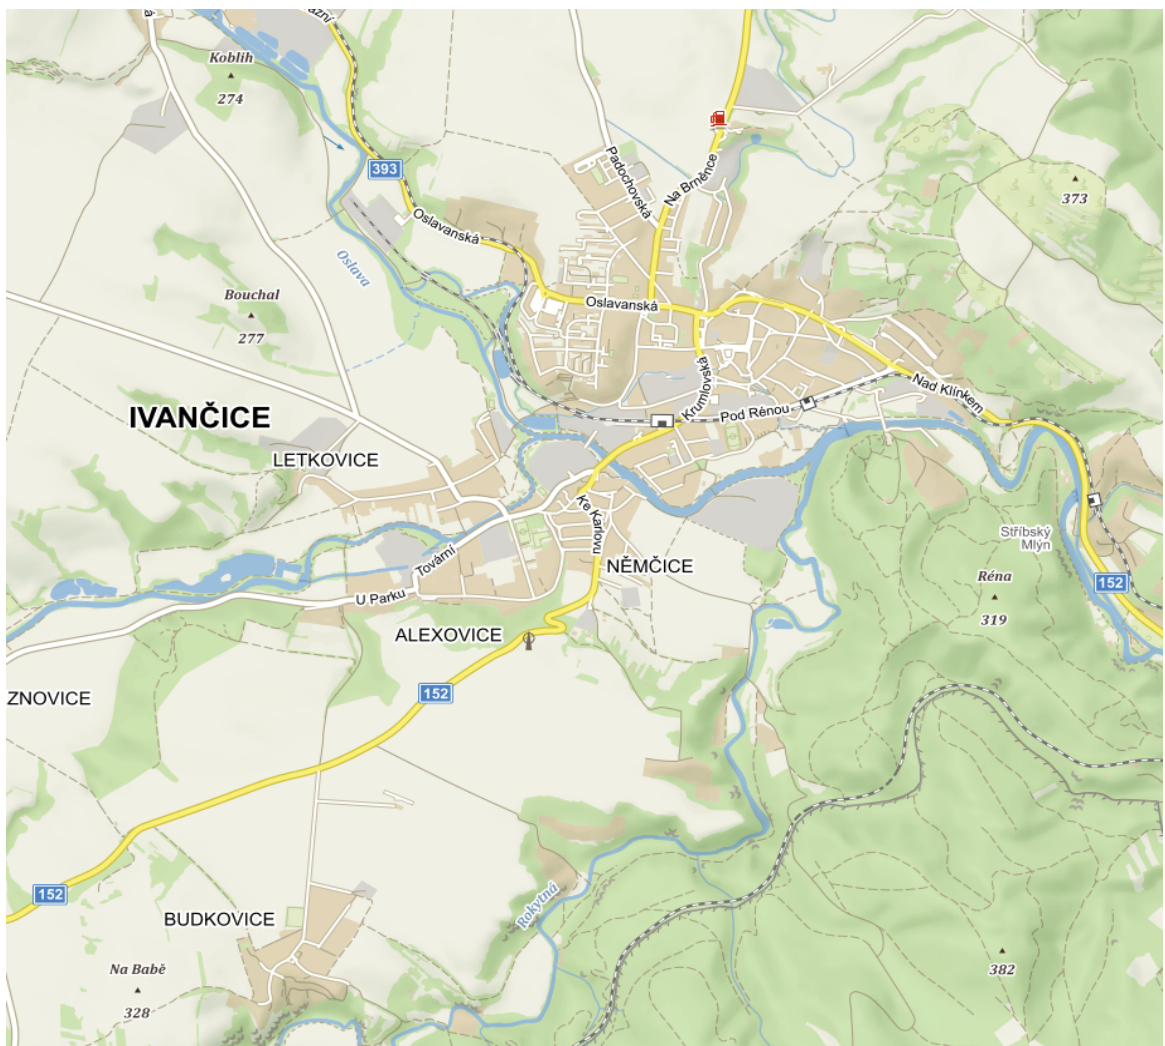 ázní
á
Koblih
274
393
Padochovská
Na Brněnce
373
Oslavanská
Oslava
Bouchal
277
Oslavanská
Krumlovská
Nad Klínkem
IVANČICE
Pod Rénou
LETKOVICE
Ke Karlovu
Stříbský
Mlýn
Tovární
NĚMČICE
Réna
319
152
U Parku
ALEXOVICE
ZNOVICE
152
152
BUDKOVICE
Rokytná
Na Babě
328
382